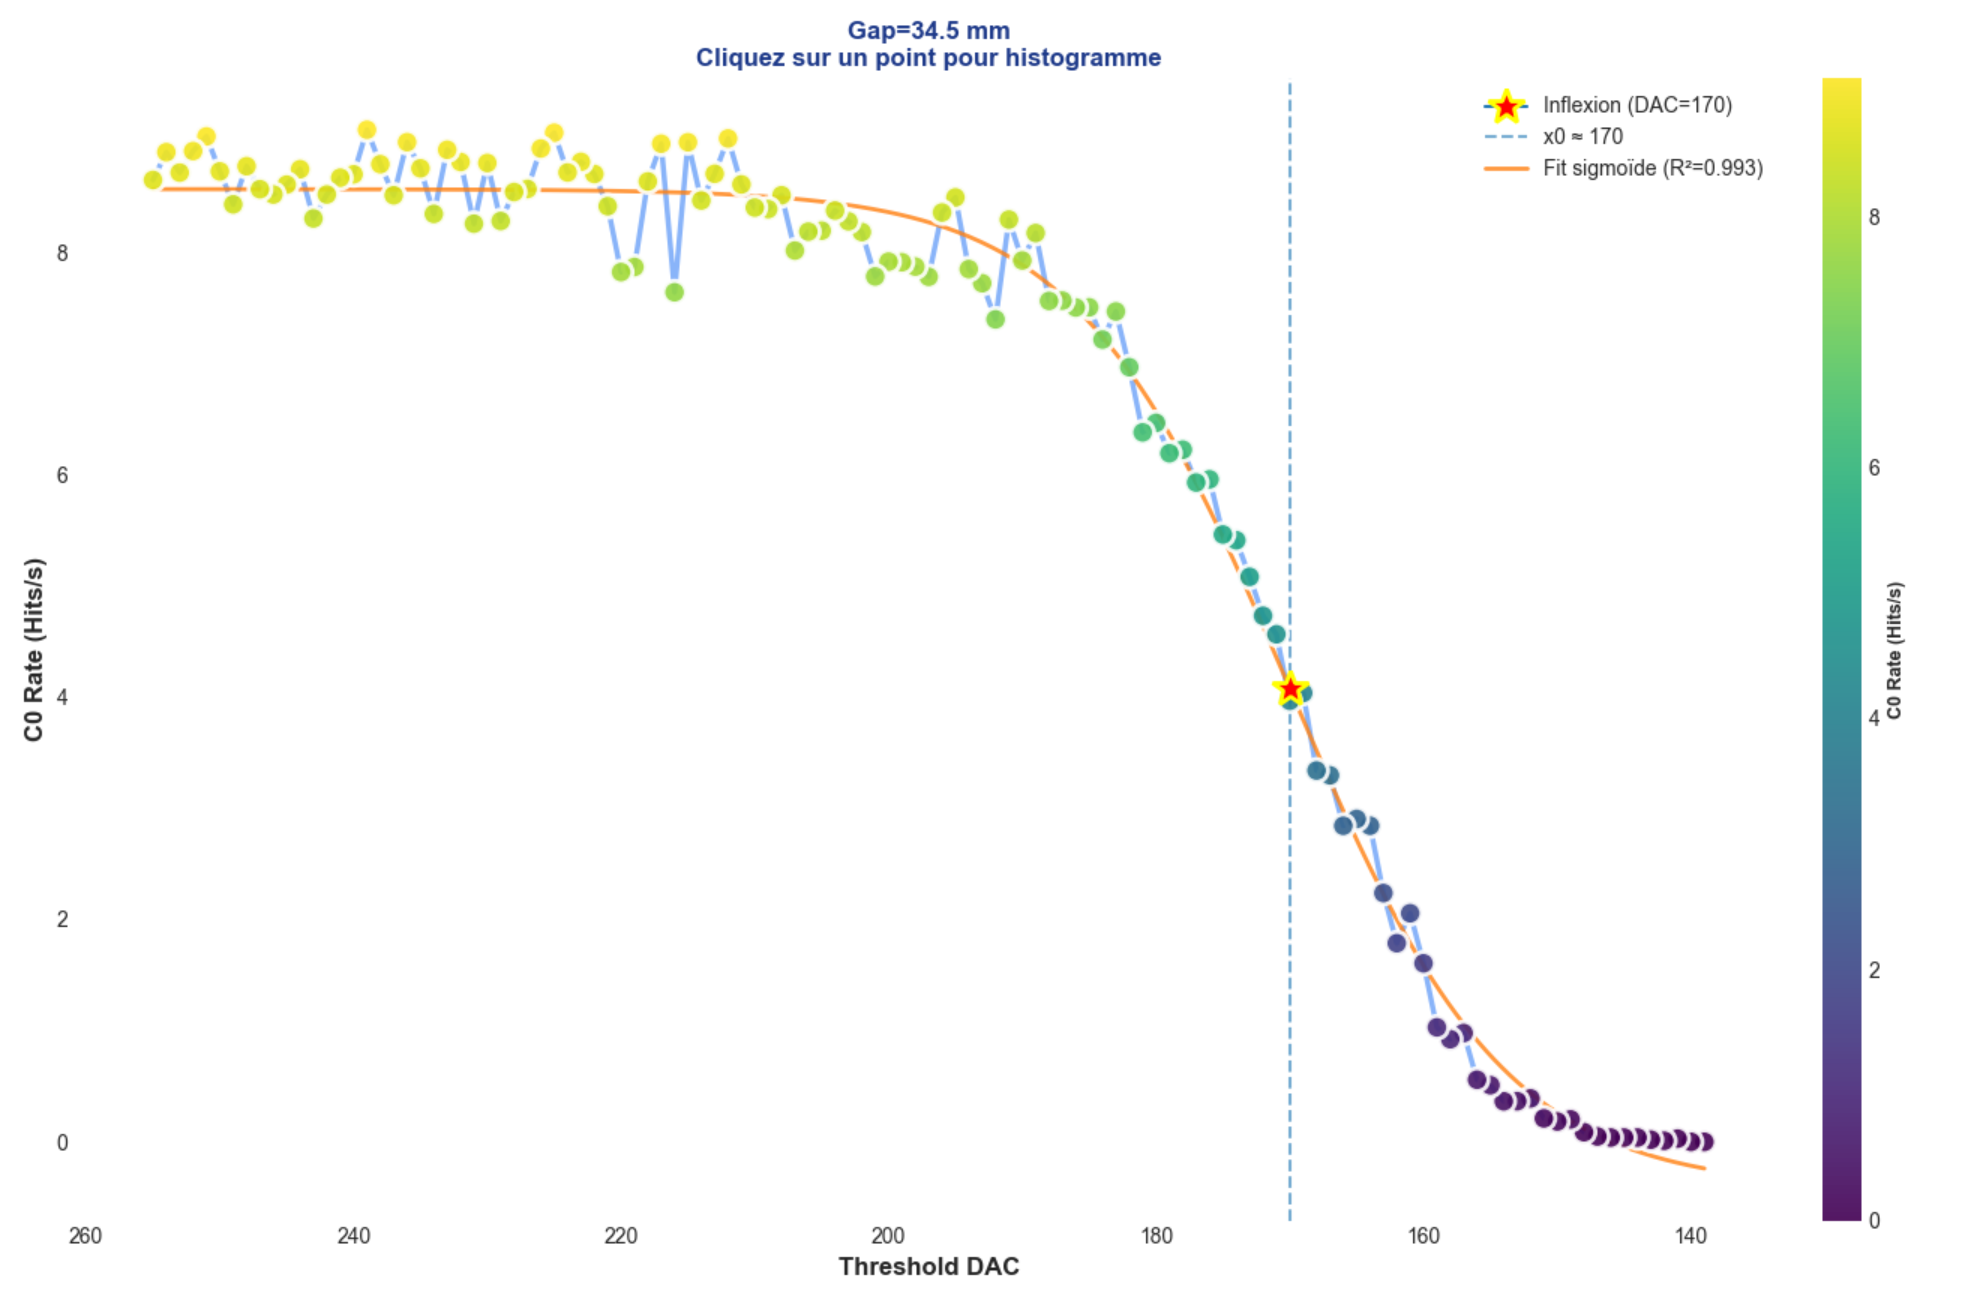 Gap=34.5 mm
Cliquez sur un point pour histogramme
Inflexion (DAC=170)
x0 ≈ 170
Fit sigmoïde (R²=0.993)
C0 Rate (Hits/s)
8
6
4
2
0
260 240 220 200 180 160 140
Threshold DAC
8
6
4
2
0
C0 Rate (Hits/s)